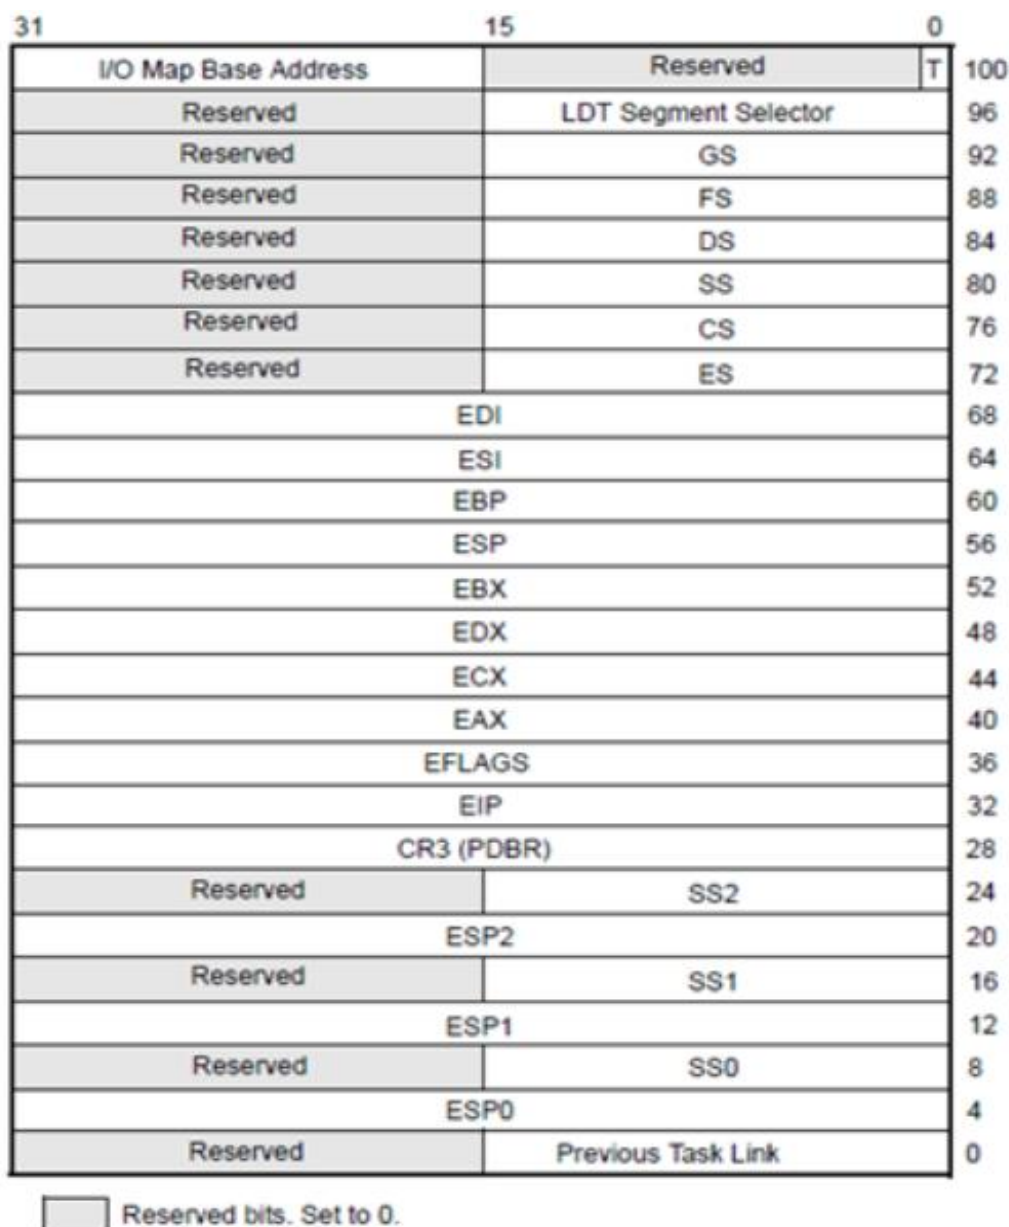 31 15 0
I/O Map Base Address Reserved T 100
Reserved LDT Segment Selector 96
Reserved GS 92
Reserved FS 88
Reserved DS 84
Reserved SS 80
Reserved CS 76
Reserved ES 72
EDI 68
ESI 64
EBP 60
ESP 56
EBX 52
EDX 48
ECX 44
EAX 40
EFLAGS 36
EIP 32
CR3 (PDBR) 28
Reserved SS2 24
ESP2 20
Reserved SS1 16
ESP1 12
Reserved SS0 8
ESP0 4
Reserved Previous Task Link 0
Reserved bits. Set to 0.